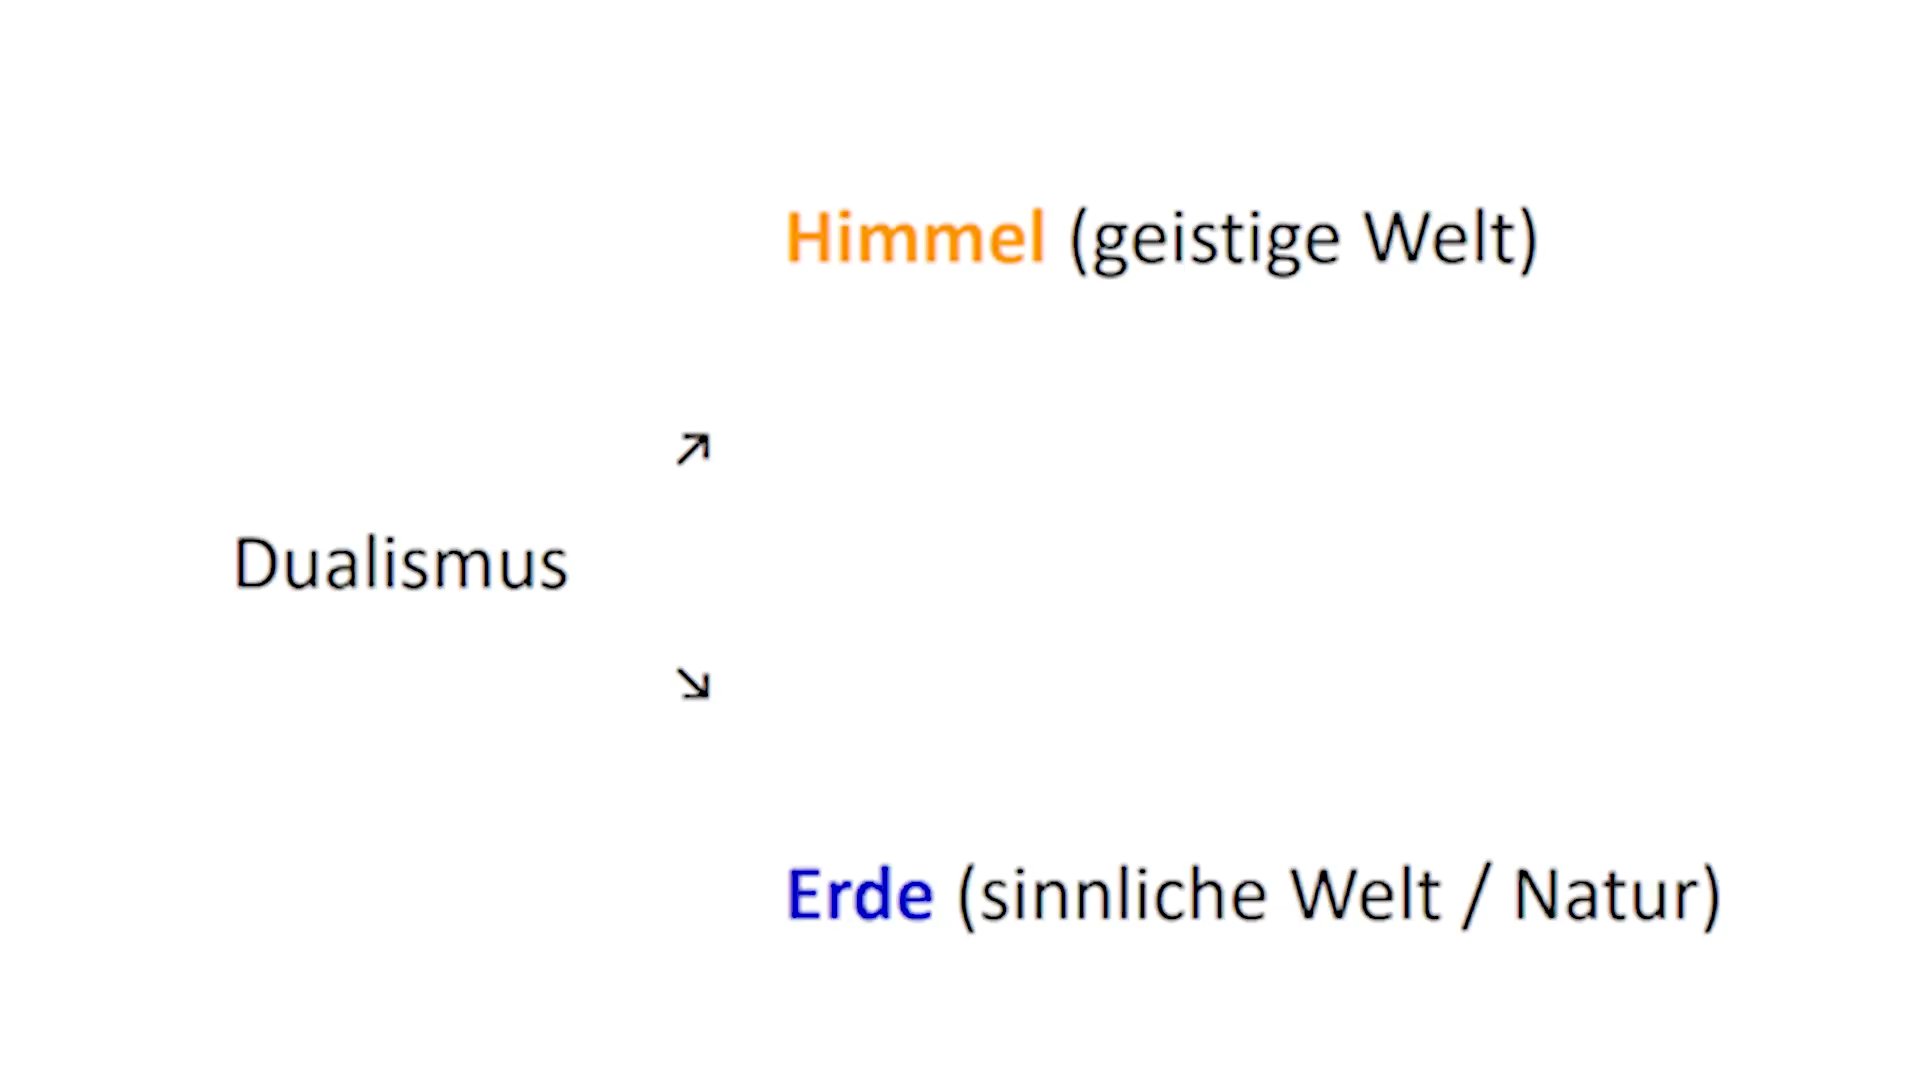 Himmel (geistige Welt)
↗
Dualismus
↘
Erde (sinnliche Welt / Natur)